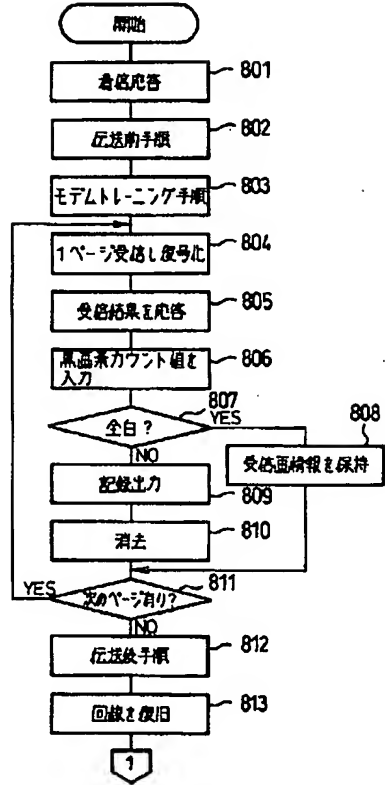 開始
着信応答
801
伝送前手順
802
モデムトレーニング手順
803
1ページ受信し復号化
804
受信結果を応答
805
黒画素カウント値を
入力
806
全白?
807
YES
808
受信画情報を保持
NO
記録出力
809
消去
810
YES
次のページ有り?
811
NO
伝送後手順
812
回線を復旧
813
1